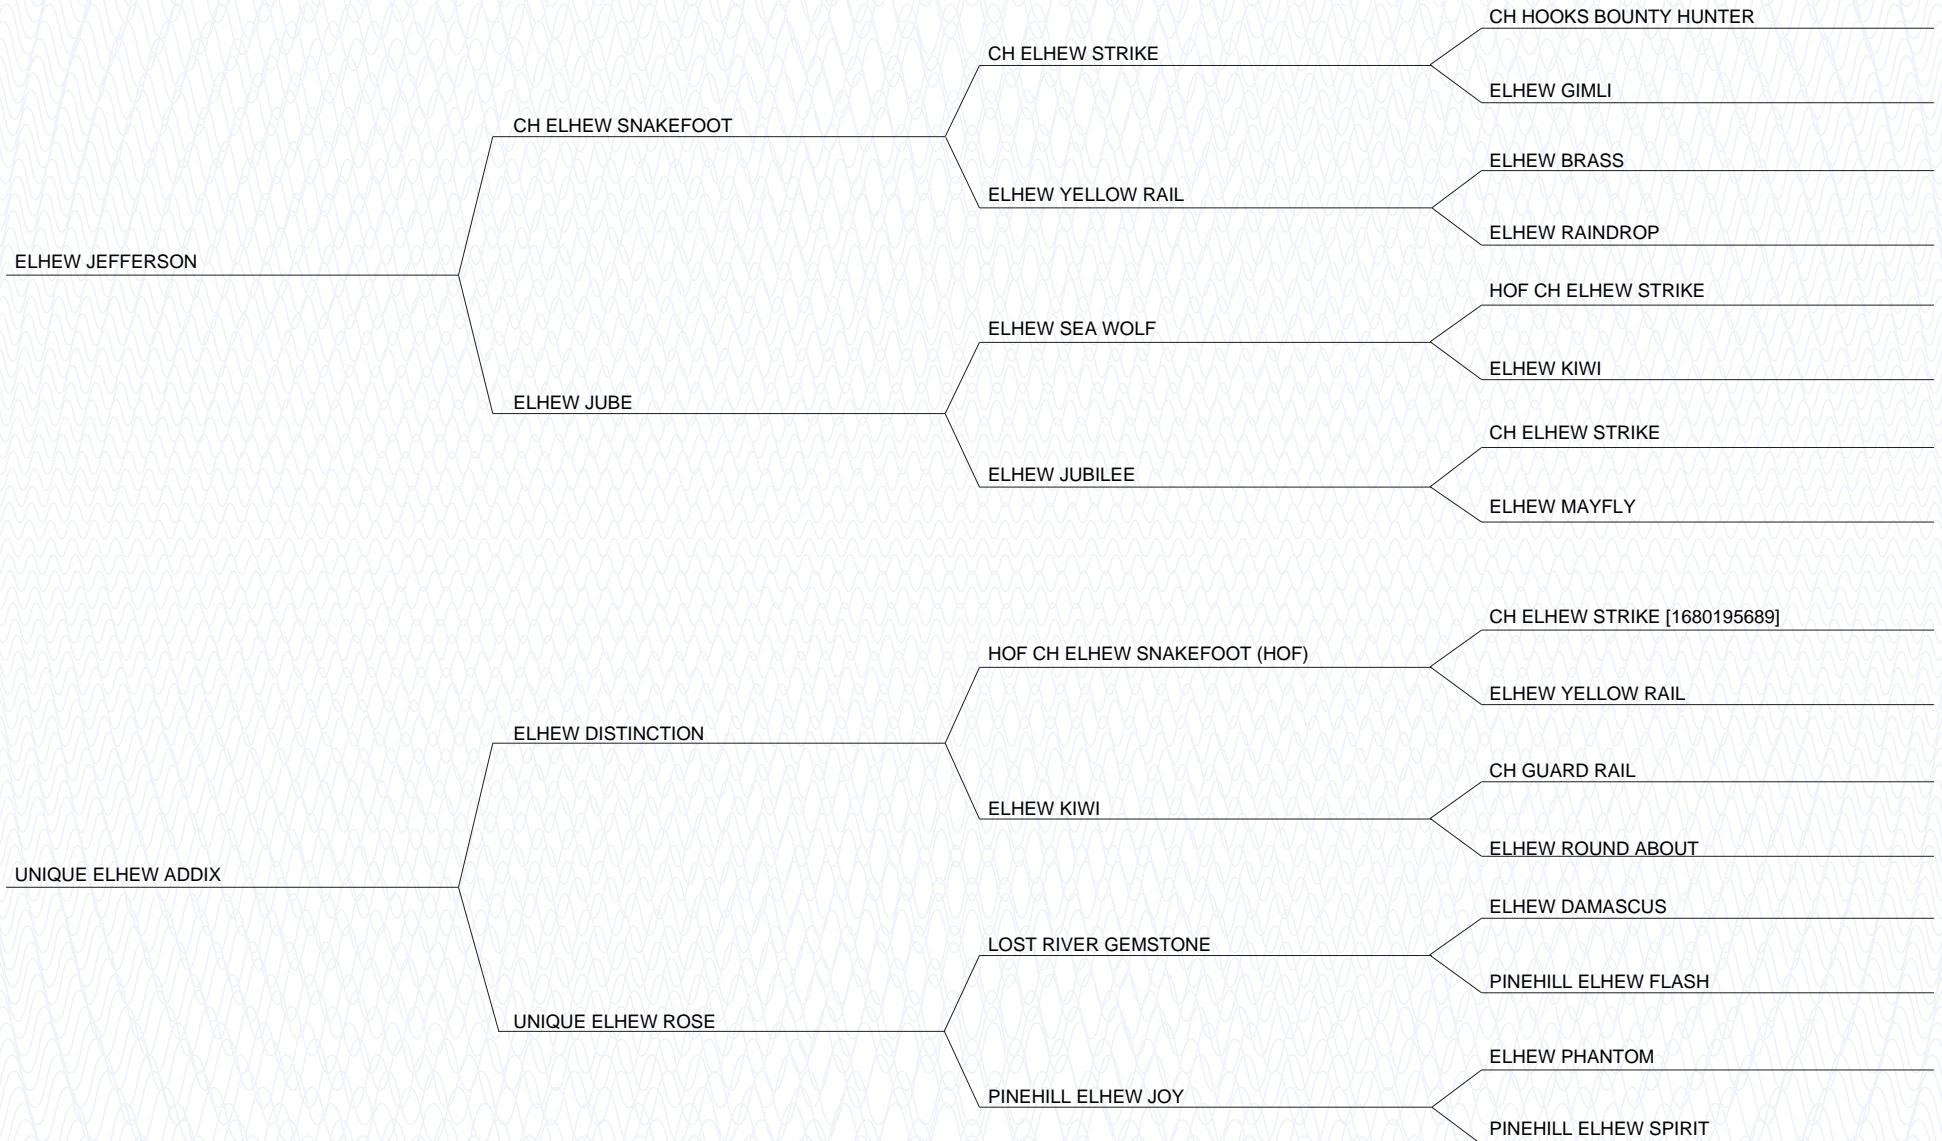 CH HOOKS BOUNTY HUNTER
CH ELHEW STRIKE
ELHEW GIMLI
CH ELHEW SNAKEFOOT
ELHEW BRASS
ELHEW YELLOW RAIL
ELHEW RAINDROP
ELHEW JEFFERSON
HOF CH ELHEW STRIKE
ELHEW SEA WOLF
ELHEW KIWI
ELHEW JUBE
CH ELHEW STRIKE
ELHEW JUBILEE
ELHEW MAYFLY
CH ELHEW STRIKE [1680195689]
HOF CH ELHEW SNAKEFOOT (HOF)
ELHEW YELLOW RAIL
ELHEW DISTINCTION
CH GUARD RAIL
ELHEW KIWI
ELHEW ROUND ABOUT
UNIQUE ELHEW ADDIX
ELHEW DAMASCUS
LOST RIVER GEMSTONE
PINEHILL ELHEW FLASH
UNIQUE ELHEW ROSE
ELHEW PHANTOM
PINEHILL ELHEW JOY
PINEHILL ELHEW SPIRIT